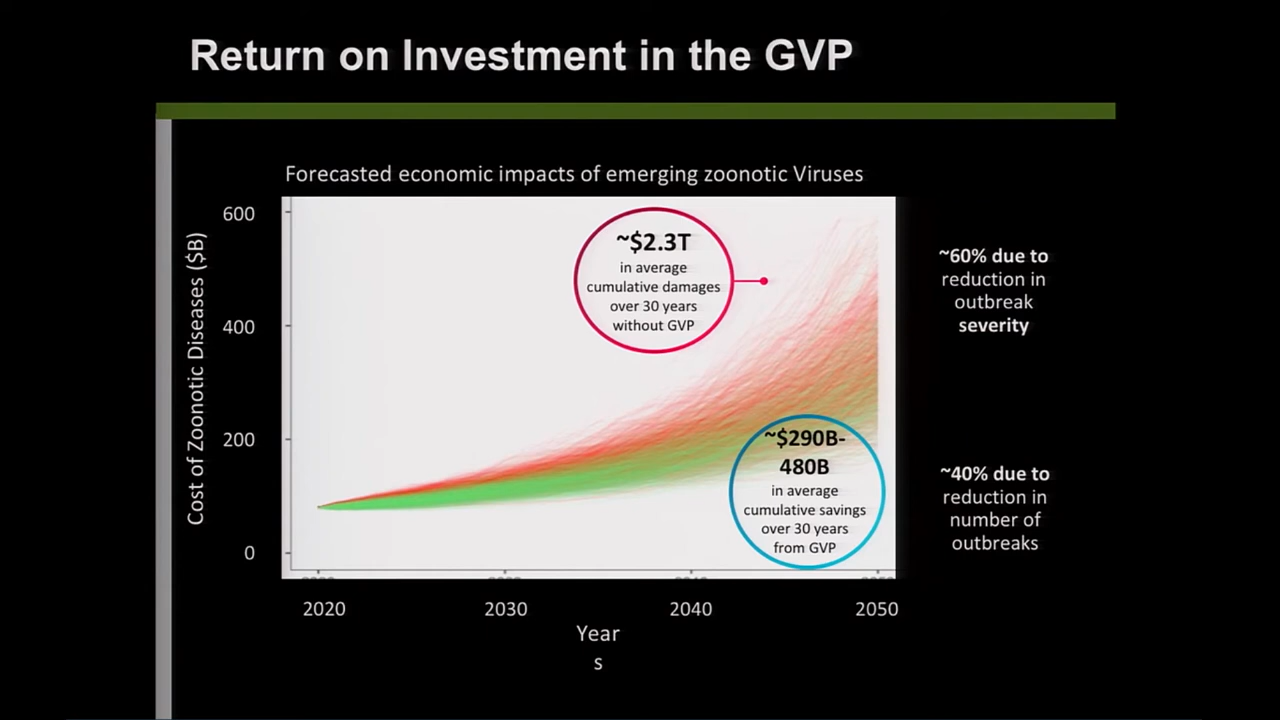 Return on Investment in the GVP
Forecasted economic impacts of emerging zoonotic Viruses
Cost of Zoonotic Diseases ($B)
600
400
200
0
~$2.3T
in average
cumulative damages
over 30 years
without GVP
~$290B-
480B
in average
cumulative savings
over 30 years
from GVP
~60% due to
reduction in
outbreak
severity
~40% due to
reduction in
number of
outbreaks
2020
2030
2040
2050
Year
s